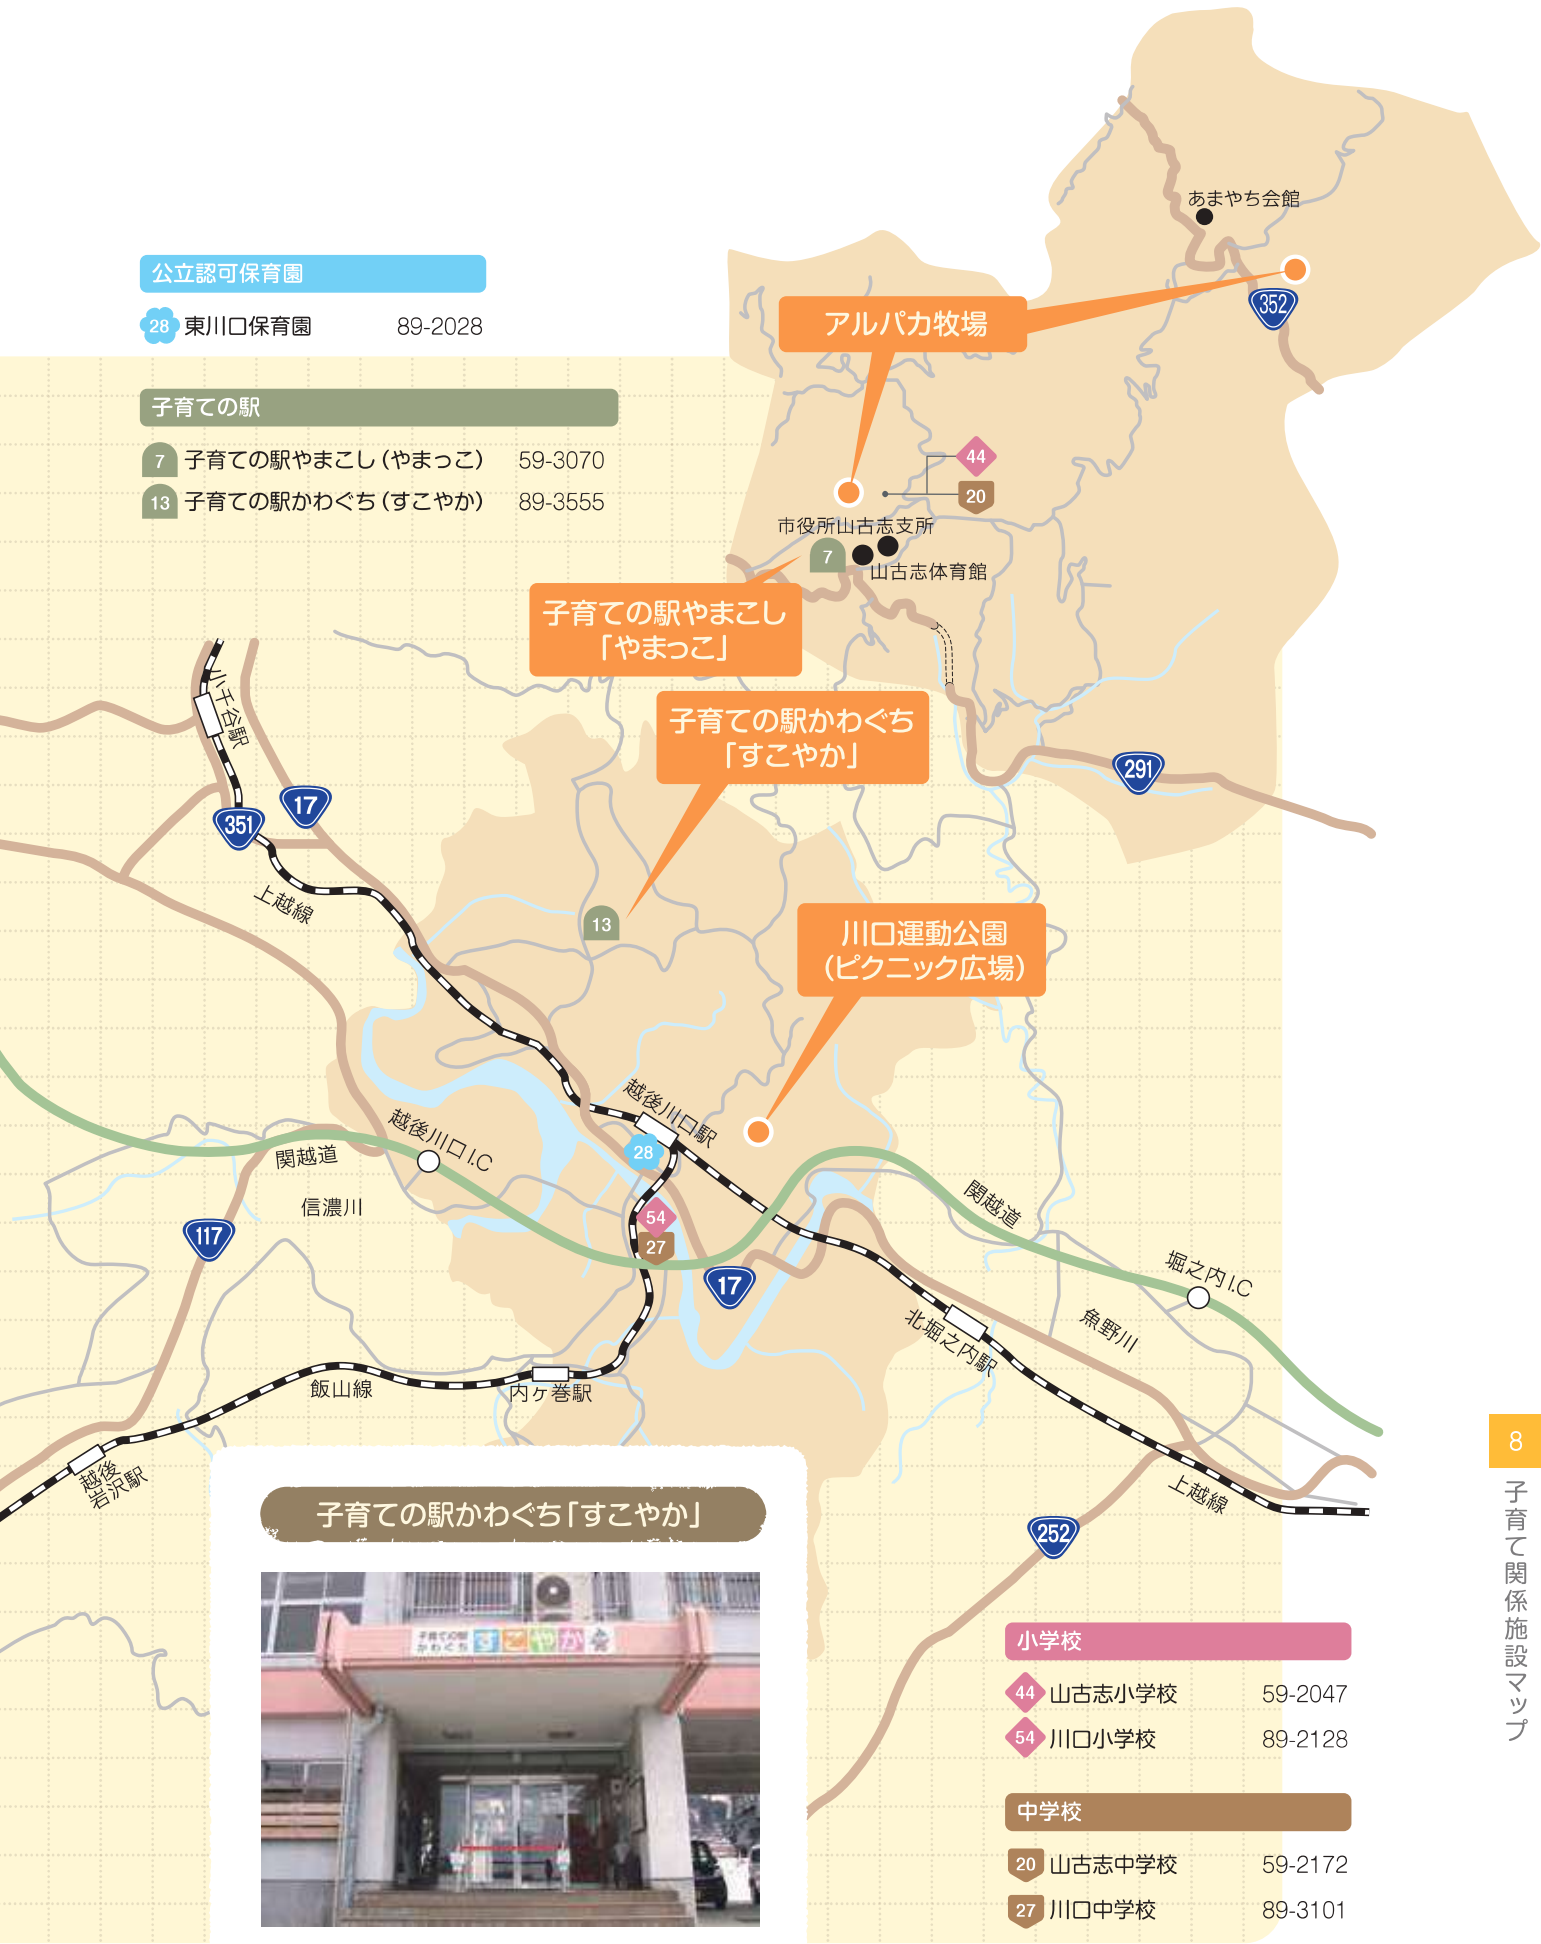 公立認可保育園
28 東川口保育園 89-2028
子育ての駅
7 子育ての駅やまこし（やまっこ） 59-3070
13 子育ての駅かわぐち（すこやか） 89-3555
あまやち会館
352
アルパカ牧場
44
20
市役所山古志支所
7
山古志体育館
子育ての駅やまこし
「やまっこ」
小千谷駅
子育ての駅かわぐち
「すこやか」
291
17
351
上越線
13
川口運動公園
（ピクニック広場）
越後川口駅
越後川口I.C
28
関越道
信濃川
関越道
117
54
27
17
堀之内I.C
魚野川
北堀之内駅
飯山線
内ヶ巻駅
越後
岩沢駅
上越線
252
8
子育て関係施設マップ
子育ての駅かわぐち「すこやか」
子育ての駅
かわぐち
すこやか
小学校
44 山古志小学校 59-2047
54 川口小学校 89-2128
中学校
20 山古志中学校 59-2172
27 川口中学校 89-3101